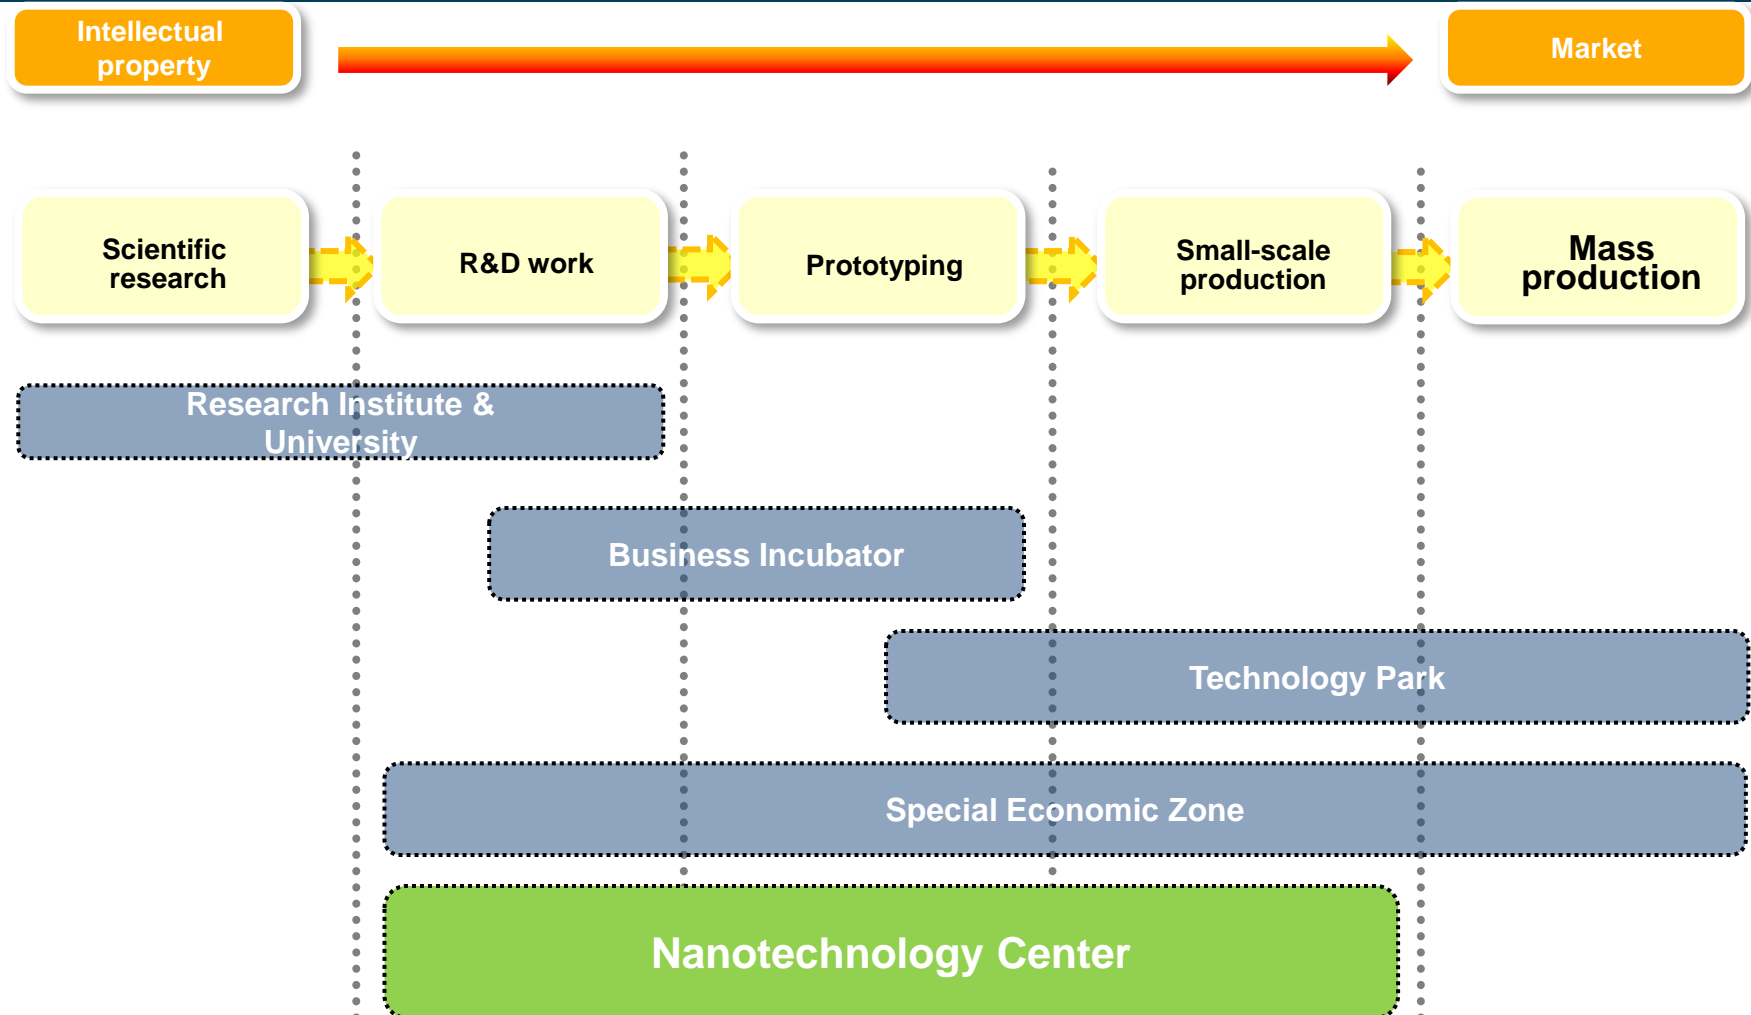 Intellectual
property
Market
Scientific
research
R&D work
Prototyping
Small-scale
production
Mass
production
Research Institute &
University
Business Incubator
Technology Park
Special Economic Zone
Nanotechnology Center